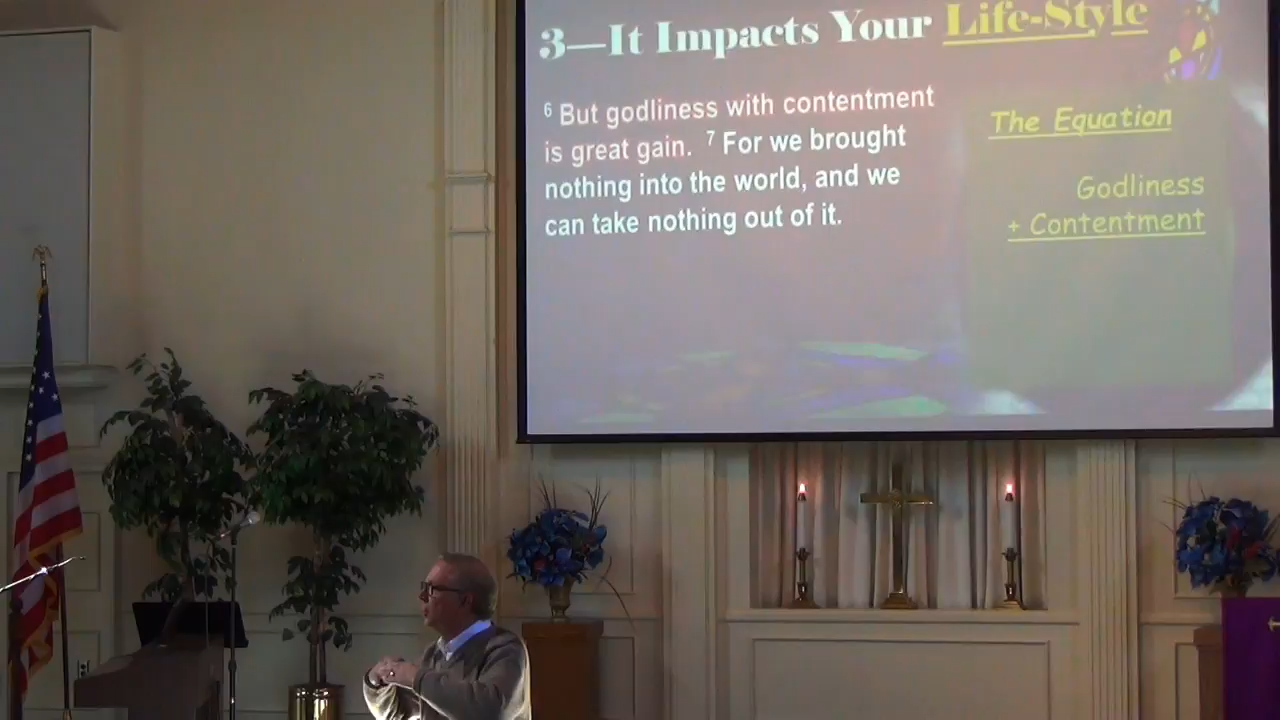 3—It Impacts Your Life-Style
6 But godliness with contentment
is great gain. 7 For we brought
nothing into the world, and we
can take nothing out of it.
The Equation
Godliness
+ Contentment